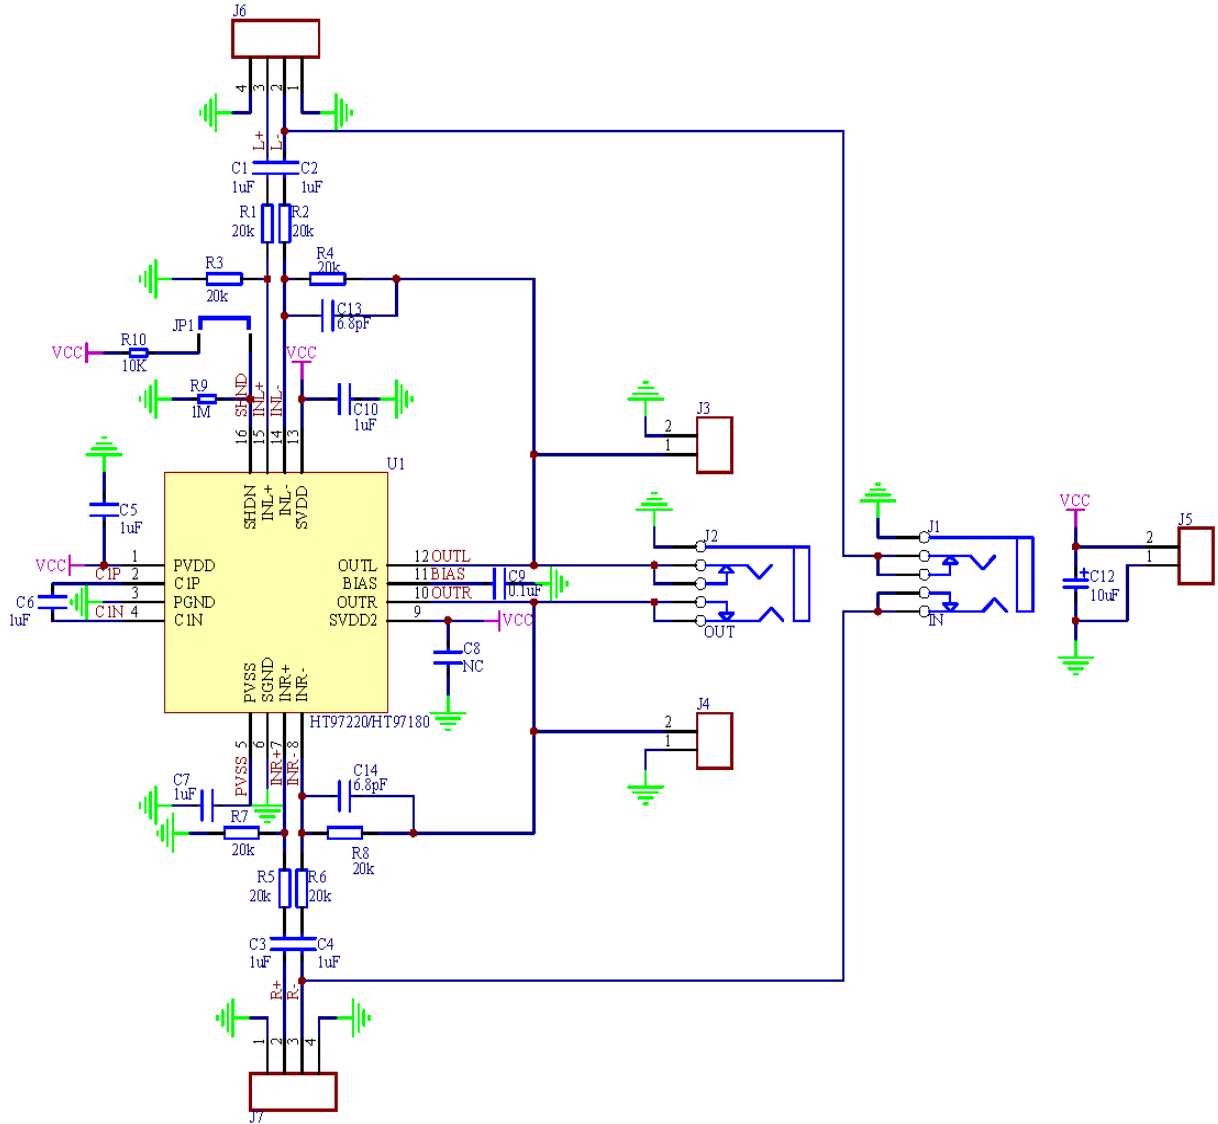 J6
4
3
2
1
L+
L-
C1
C2
1uF
1uF
R1
R2
20k
20k
R3
20k
R4
20k
C13
6.8pF
JP1
R10
VCC
10K
VCC
R9
1M
SHND
INL+
INL-
C10
1uF
16
15
14
13
J3
2
1
U1
SHDN
INL+
INL-
SVDD
C5
1uF
VCC
1
PVDD
C1P
2
C1P
3
PGND
C1N
4
C1N
C6
1uF
OUTL
12
OUTL
BIAS
11
BIAS
OUTR
10
OUTR
SVDD2
9
VCC
C9
0.1uF
C8
NC
J2
OUT
J1
IN
VCC
J5
2
1
C12
+
10uF
PVSS
SGND
INR+
INR-
HT97220/HT97180
5
6
7
8
PVSS
INR+
INR-
J4
2
1
C7
1uF
C14
6.8pF
R7
20k
R8
20k
R5
R6
20k
20k
C3
C4
1uF
1uF
R+
R-
1
2
3
4
J7